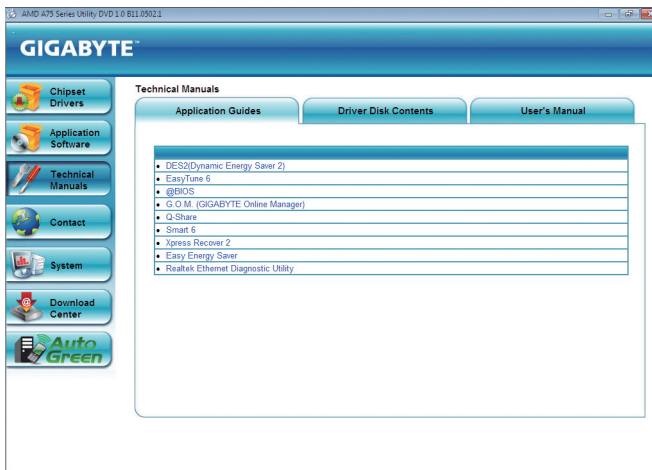 AMD A75 Series Utility DVD 1.0 B11.0502.1
GIGABYTE™
Chipset
Drivers
Application
Software
Technical
Manuals
Contact
System
Download
Center
Auto
Green
Technical Manuals
Application Guides
Driver Disk Contents
User's Manual
• DES2(Dynamic Energy Saver 2)
• EasyTune 6
• @BIOS
• G.O.M. (GIGABYTE Online Manager)
• Q-Share
• Smart 6
• Xpress Recover 2
• Easy Energy Saver
• Realtek Ethernet Diagnostic Utility